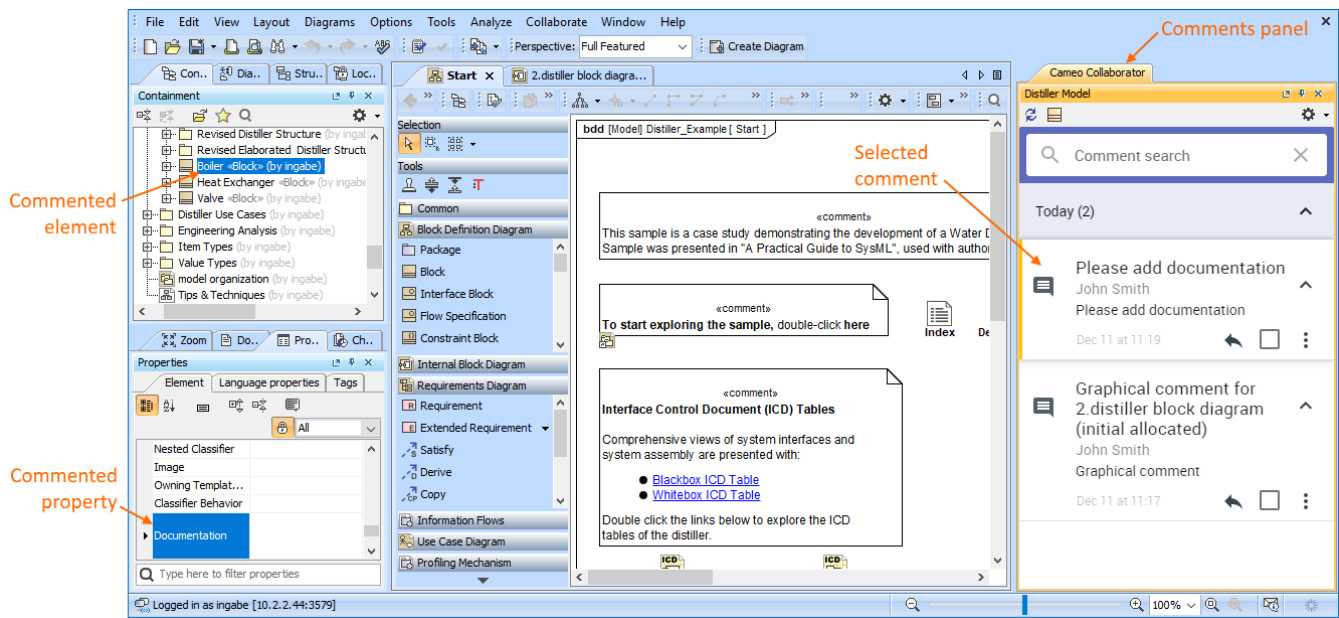 File Edit View Layout Diagrams Options Tools Analyze Collaborate Window Help
Comments panel
Perspective: Full Featured
Create Diagram
Con.. Dia.. Stru.. Loc..
Containment
Revised Distiller Structure (by ingab
Revised Elaborated Distiller Structu
Boiler «Block» (by ingabe)
Heat Exchanger «Block» (by ingabe
Valve «Block» (by ingabe)
Distiller Use Cases (by ingabe)
Engineering Analysis (by ingabe)
Item Types (by ingabe)
Value Types (by ingabe)
model organization (by ingabe)
Tips & Techniques (by ingabe)
Commented
element
Zoom Do.. Pro.. Ch..
Properties
Element Language properties Tags
All
Nested Classifier
Image
Owning Templat...
Classifier Behavior
Documentation
Commented
property
Type here to filter properties
Logged in as ingabe [10.2.2.44:3579]
Start X 2.distiller block diagra...
Selection
Tools
Common
Block Definition Diagram
Package
Block
Interface Block
Flow Specification
Constraint Block
Internal Block Diagram
Requirements Diagram
R Requirement
E Extended Requirement
S Satisfy
D Derive
CP Copy
Information Flows
Use Case Diagram
Profiling Mechanism
bdd [Model] Distiller_Example [ Start ]
«comment»
This sample is a case study demonstrating the development of a Water D
Sample was presented in "A Practical Guide to SysML", used with author
«comment»
To start exploring the sample, double-click here
Index De
«comment»
Interface Control Document (ICD) Tables
Comprehensive views of system interfaces and
system assembly are presented with:
● Blackbox ICD Table
● Whitebox ICD Table
Double click the links below to explore the ICD
tables of the distiller.
ICD ICD
Selected
comment
Cameo Collaborator
Distiller Model
Comment search
Today (2)
Please add documentation
John Smith
Please add documentation
Dec 11 at 11:19
Graphical comment for
2.distiller block diagram
(initial allocated)
John Smith
Graphical comment
Dec 11 at 11:17
100%